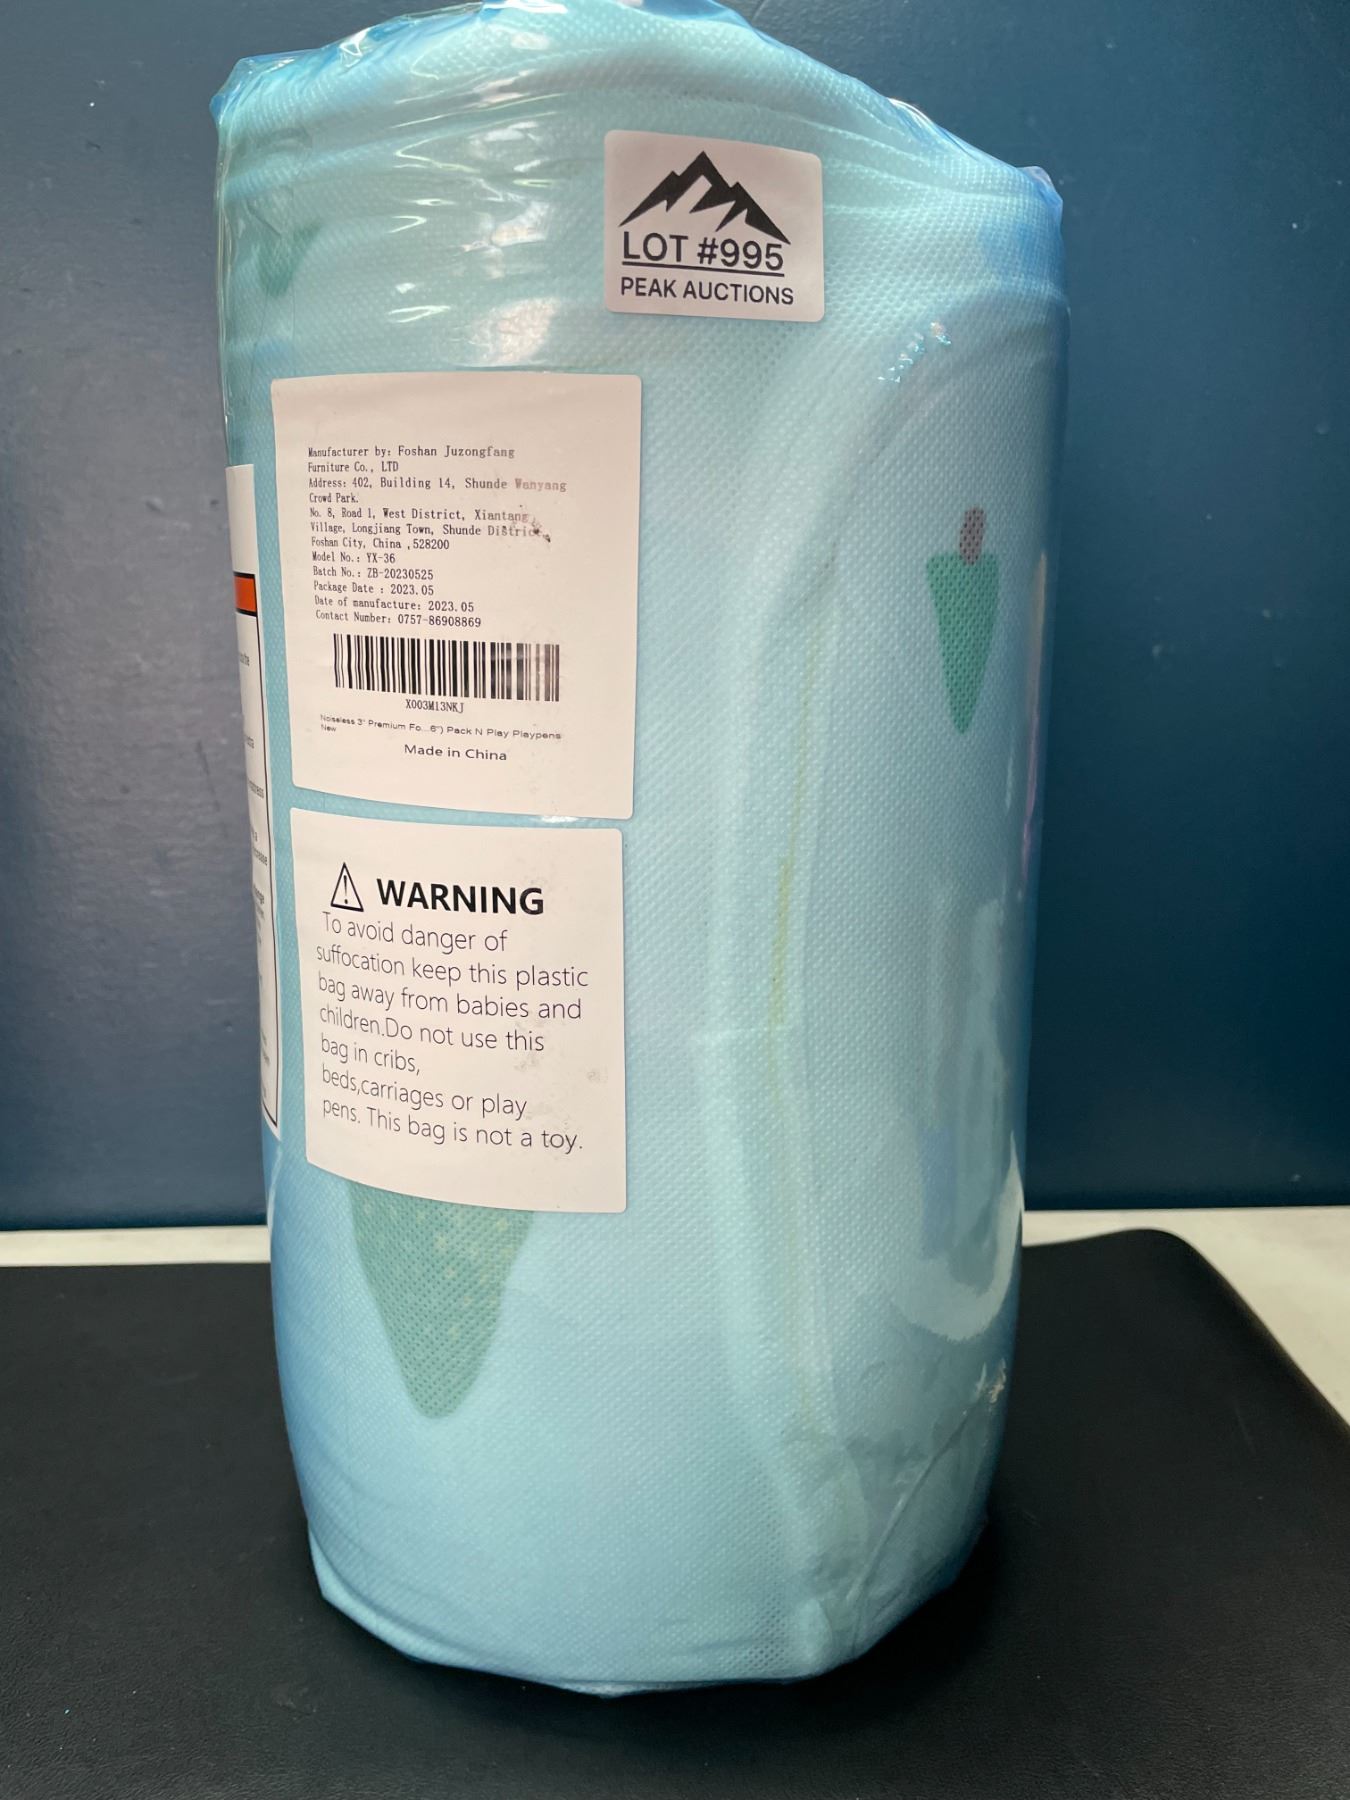 LOT #995
PEAK AUCTIONS
Manufacturer by: Foshan Juzongfang
Furniture Co., LTD
Address: 402, Building 14, Shunde Wanyang
Crowd Park.
No. 8, Road 1, West District, Xiantang
Village, Longjiang Town, Shunde District,
Foshan City, China ,528200
Model No.: YX-36
Batch No.: ZB-20230525
Package Date : 2023.05
Date of manufacture: 2023.05
Contact Number: 0757-86908869
X003M13NKJ
Noiseless 3" Premium Fo...6") Pack N Play Playpens
New
Made in China
WARNING
To avoid danger of
suffocation keep this plastic
bag away from babies and
children.Do not use this
bag in cribs,
beds,carriages or play
pens. This bag is not a toy.